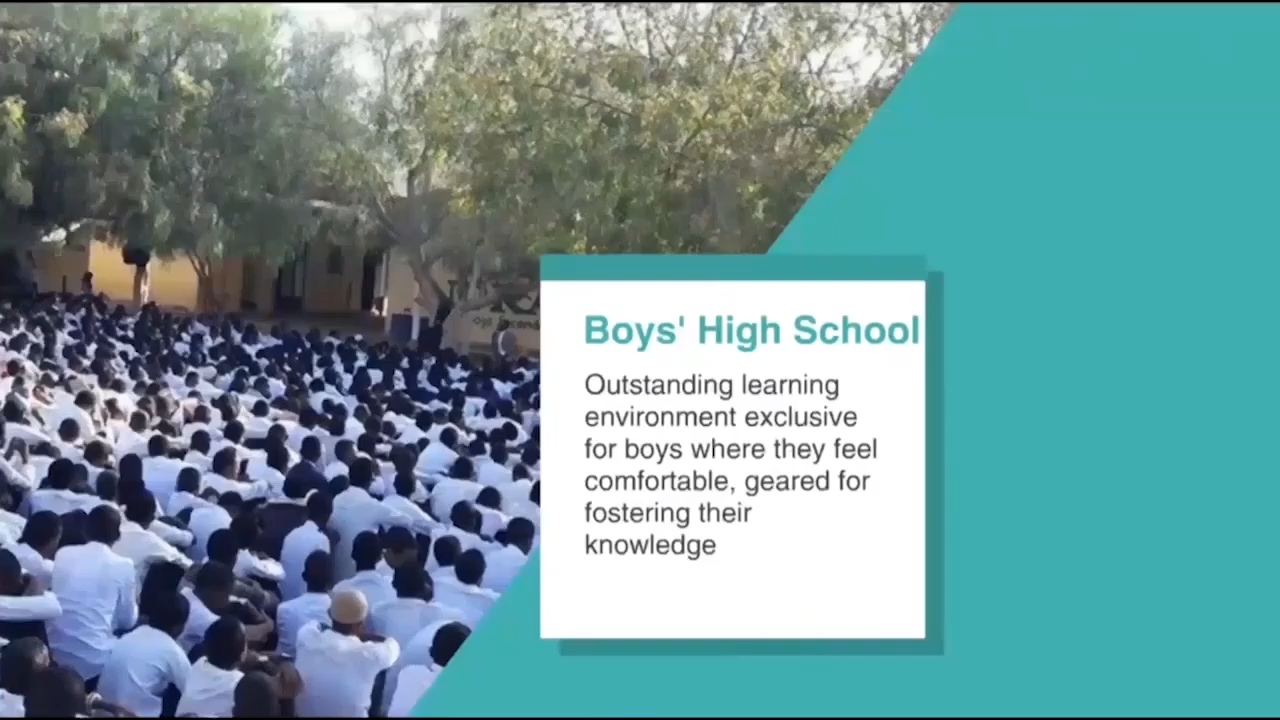 Boys' High School
Outstanding learning
environment exclusive
for boys where they feel
comfortable, geared for
fostering their
knowledge